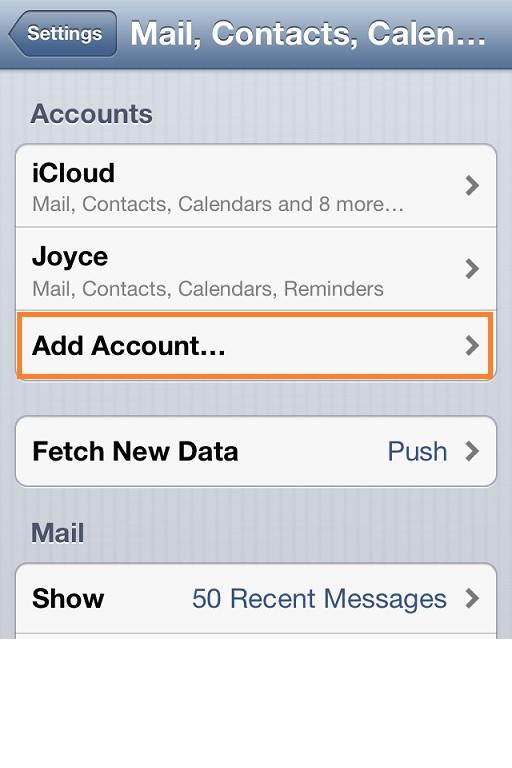 Settings
Mail, Contacts, Calen...
Accounts
iCloud
Mail, Contacts, Calendars and 8 more...
Joyce
Mail, Contacts, Calendars, Reminders
Add Account...
Fetch New Data Push
Mail
Show 50 Recent Messages